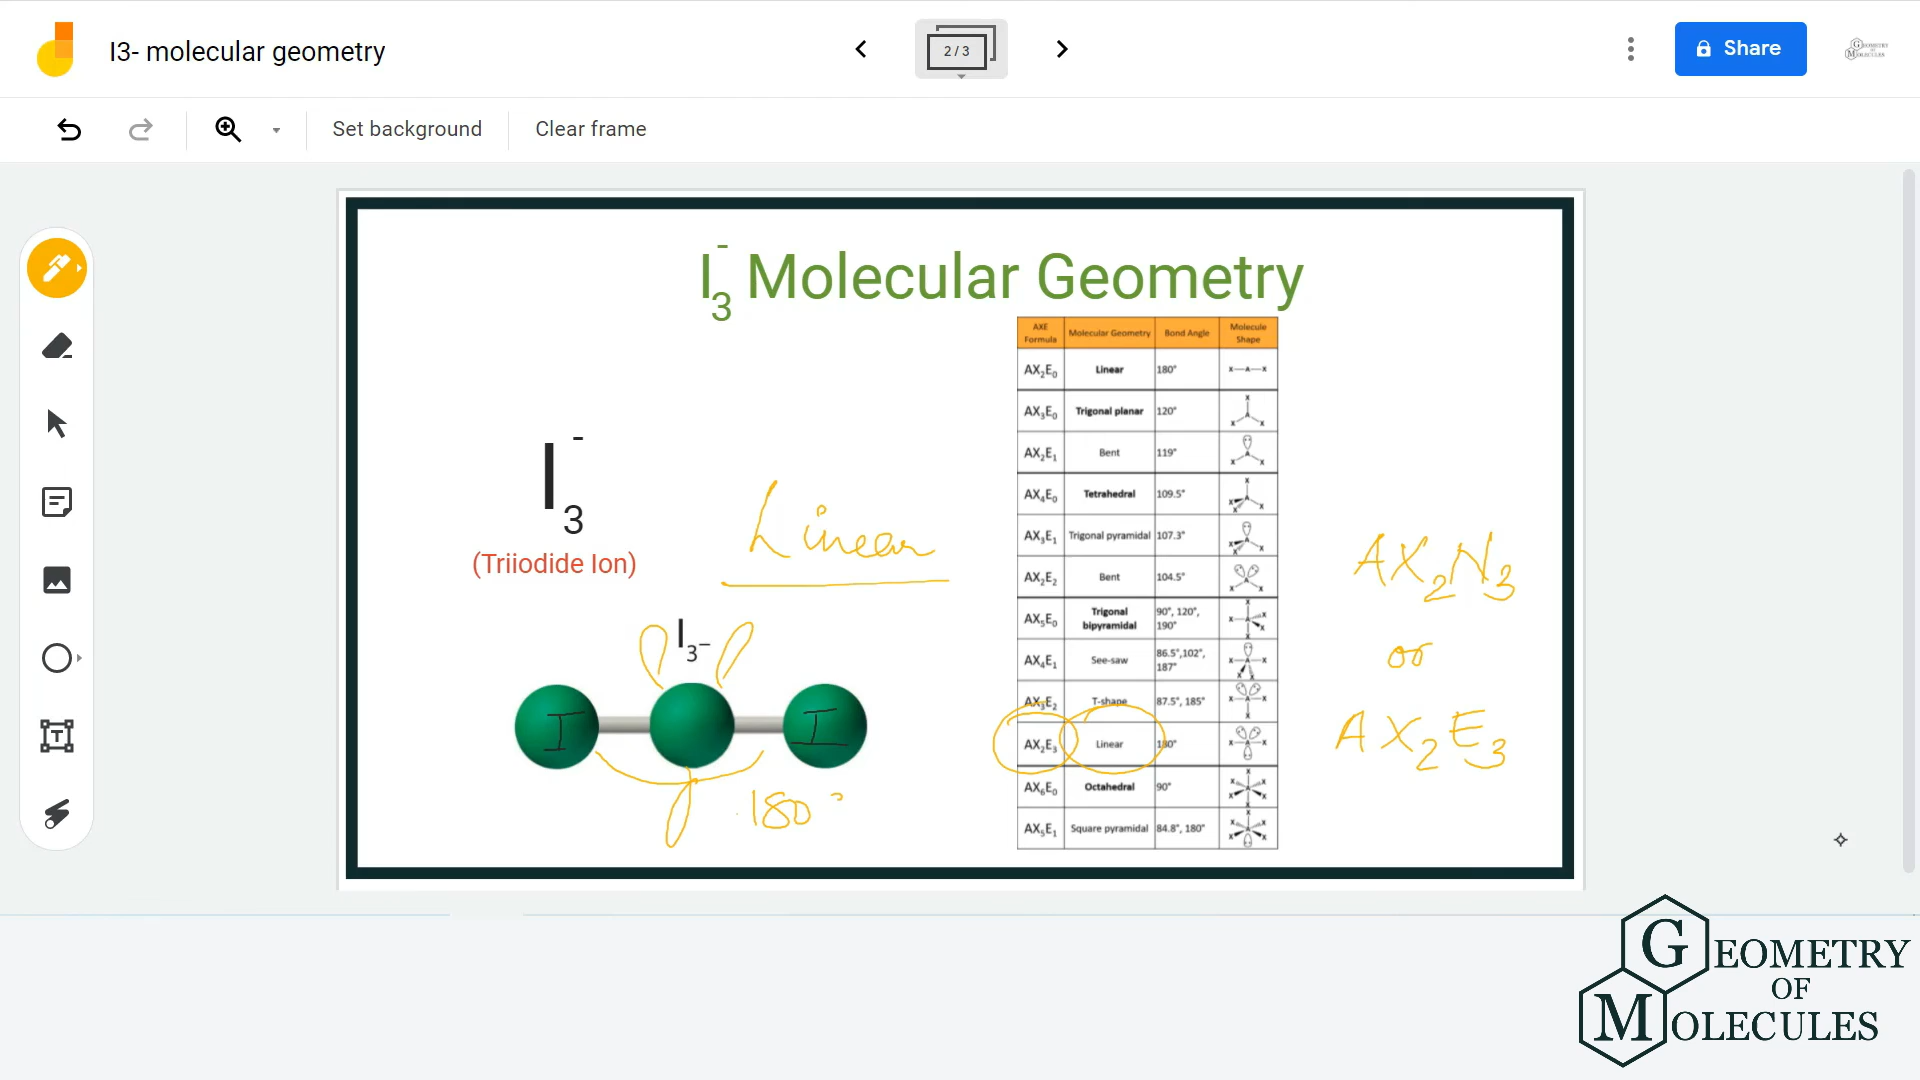 I3- molecular geometry
2 / 3
Share
GEOMETRY OF MOLECULES
Set background
Clear frame
I3- Molecular Geometry
AXE Formula Molecular Geometry Bond Angle Molecule Shape
AX2E0 Linear 180° X—A—X
AX3E0 Trigonal planar 120° X A X X
AX2E1 Bent 119° X A X
AX4E0 Tetrahedral 109.5° X A X X X
AX3E1 Trigonal pyramidal 107.3° X A X X
AX2E2 Bent 104.5° X A X
AX5E0 Trigonal bipyramidal 90°, 120°, 190° X X A X X X
AX4E1 See-saw 86.5°,102°, 187° X A X X X
AX3E2 T-shape 87.5°, 185° X A X X
AX2E3 Linear 180° X A X
AX6E0 Octahedral 90° X X X A X X X
AX5E1 Square pyramidal 84.8°, 180° X X X A X X
I3-
(Triiodide Ion)
Linear
I3−
I I
180°
AX2N3
or
AX2E3
GEOMETRY
OF
MOLECULES